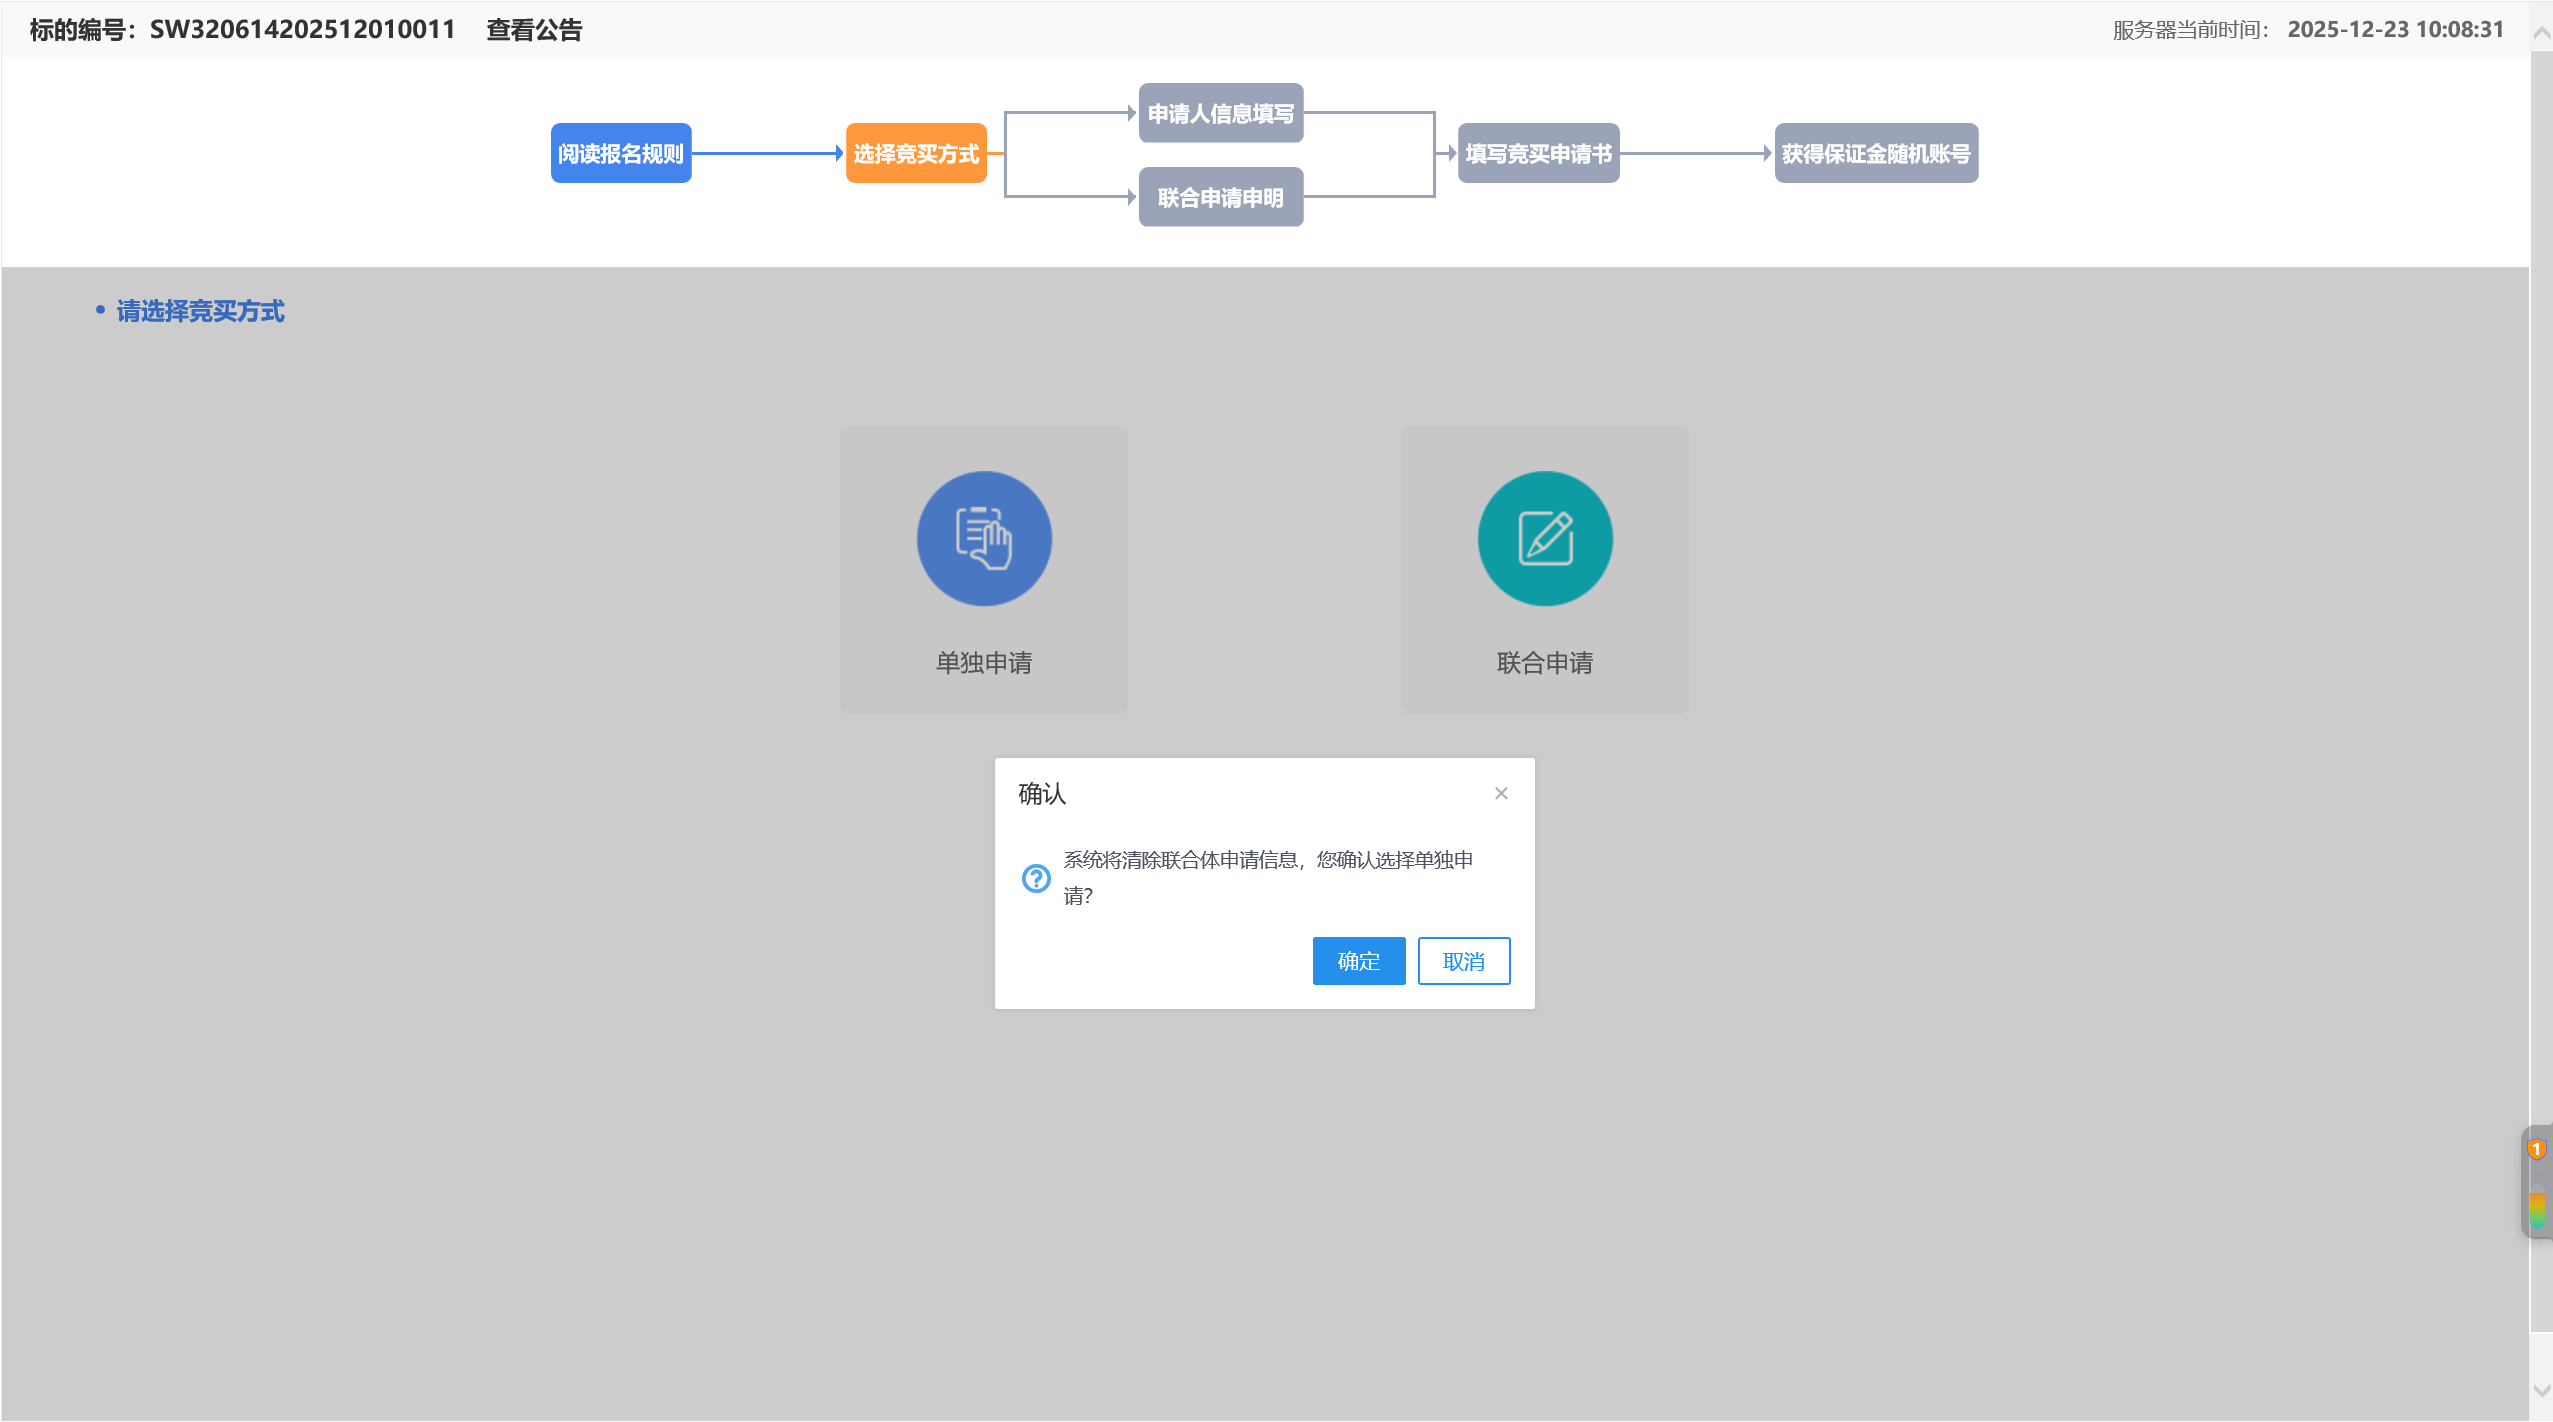 标的编号：SW320614202512010011 查看公告 服务器当前时间： 2025-12-23 10:08:31
阅读报名规则
选择竞买方式
申请人信息填写
联合申请申明
填写竞买申请书
获得保证金随机账号
• 请选择竞买方式
单独申请
联合申请
确认
系统将清除联合体申请信息，您确认选择单独申
请?
确定 取消
1